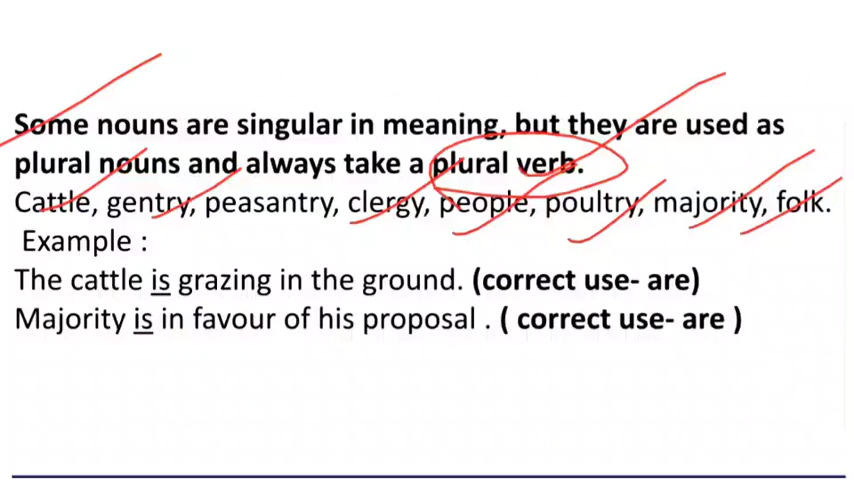 Some nouns are singular in meaning, but they are used as
plural nouns and always take a plural verb.
Cattle, gentry, peasantry, clergy, people, poultry, majority, folk.
Example :
The cattle is grazing in the ground. (correct use- are)
Majority is in favour of his proposal . ( correct use- are )